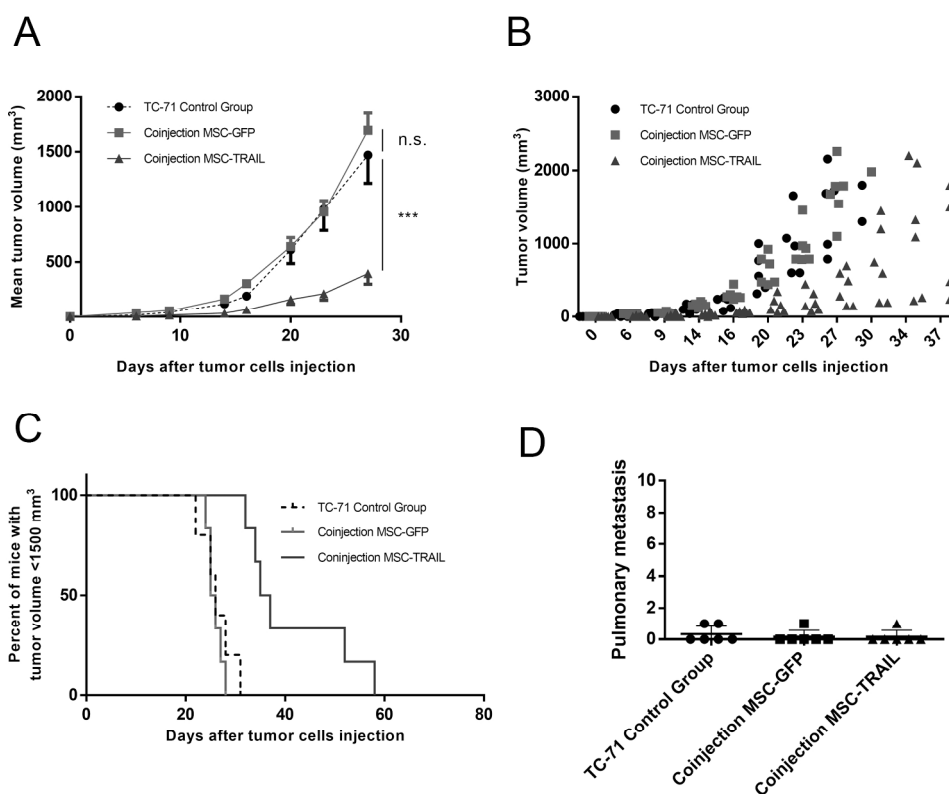 A
2000
1500
1000
500
0
10
20
30
Mean tumor volume (mm³)
Days after tumor cells injection
TC-71 Control Group
Coinjection MSC-GFP
Coinjection MSC-TRAIL
n.s.
***
B
3000
2000
1000
0
0
6
9
14
16
20
23
27
30
34
37
Tumor volume (mm³)
Days after tumor cells injection
TC-71 Control Group
Coinjection MSC-GFP
Coinjection MSC-TRAIL
C
100
50
0
0
20
40
60
80
Percent of mice with
tumor volume <1500 mm³
Days after tumor cells injection
TC-71 Control Group
Coinjection MSC-GFP
Coninjection MSC-TRAIL
D
10
8
6
4
2
0
Pulmonary metastasis
TC-71 Control Group
Coinjection MSC-GFP
Coinjection MSC-TRAIL